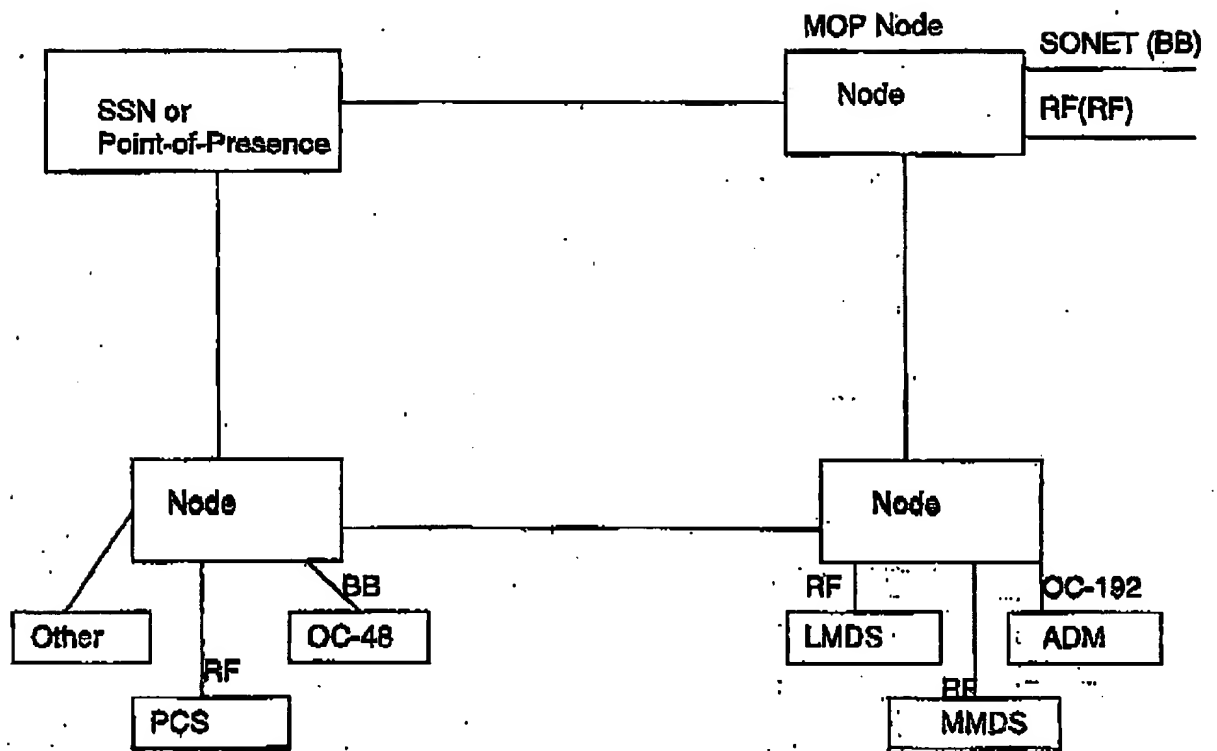 MOP Node
SONET (BB)
SSN or
Point-of-Presence
Node
RF(RF)
Node
Node
BB
RF
OC-192
Other
OC-48
LMDS
ADM
RF
RF
PCS
MMDS